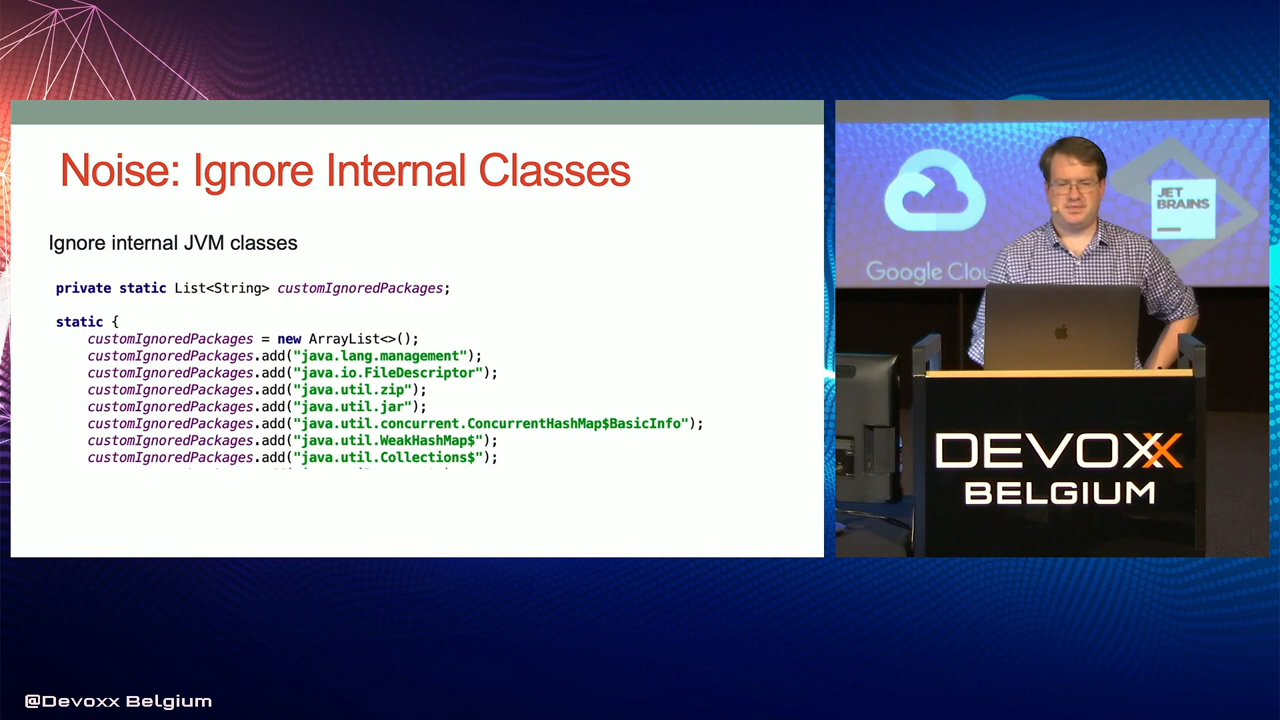 Noise: Ignore Internal Classes
Ignore internal JVM classes
private static List<String> customIgnoredPackages;
static {
customIgnoredPackages = new ArrayList<>();
customIgnoredPackages.add("java.lang.management");
customIgnoredPackages.add("java.io.FileDescriptor");
customIgnoredPackages.add("java.util.zip");
customIgnoredPackages.add("java.util.jar");
customIgnoredPackages.add("java.util.concurrent.ConcurrentHashMap$BasicInfo");
customIgnoredPackages.add("java.util.WeakHashMap$");
customIgnoredPackages.add("java.util.Collections$");
Google Clou
JET
BRAINS
DEVOXX
BELGIUM
@Devoxx Belgium